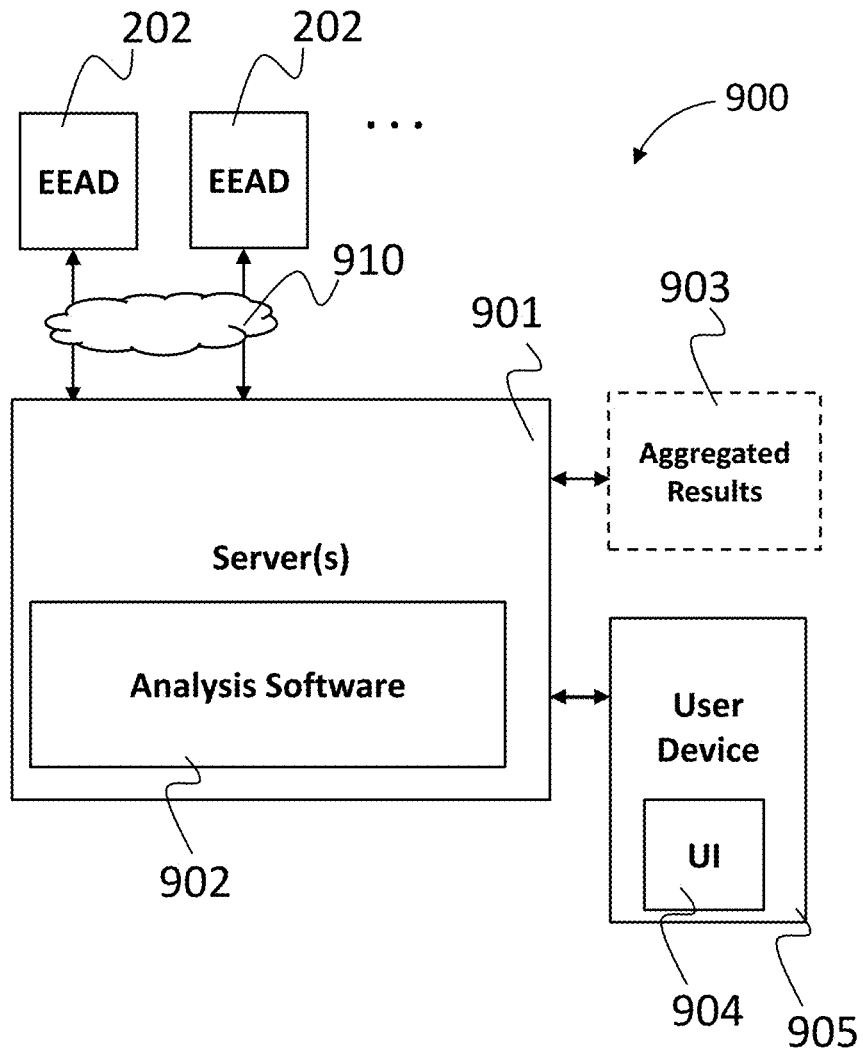 202
202
900
EEAD
EEAD
...
910
903
901
Aggregated
Results
Server(s)
Analysis Software
User
Device
UI
902
904
905